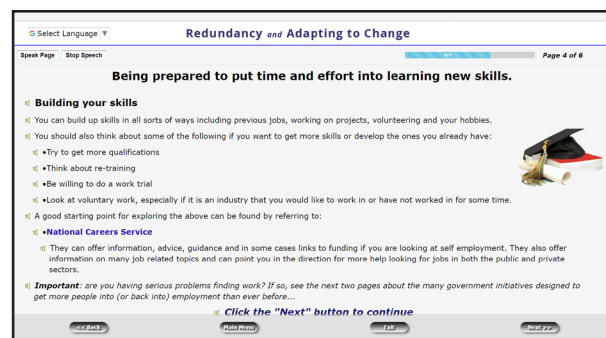 G Select Language ▼
Redundancy and Adapting to Change
Speak Page Stop Speech
Page 4 of 6
Being prepared to put time and effort into learning new skills.
Building your skills
You can build up skills in all sorts of ways including previous jobs, working on projects, volunteering and your hobbies.
You should also think about some of the following if you want to get more skills or develop the ones you already have:
•Try to get more qualifications
•Think about re-training
•Be willing to do a work trial
•Look at voluntary work, especially if it is an industry that you would like to work in or have not worked in for some time.
A good starting point for exploring the above can be found by referring to:
•National Careers Service
They can offer information, advice, guidance and in some cases links to funding if you are looking at self employment. They also offer
information on many job related topics and can point you in the direction for more help looking for jobs in both the public and private
sectors.
Important: are you having serious problems finding work? If so, see the next two pages about the many government initiatives designed to
get more people into (or back into) employment than ever before...
Click the "Next" button to continue
<< Back Main Menu Exit Next >>